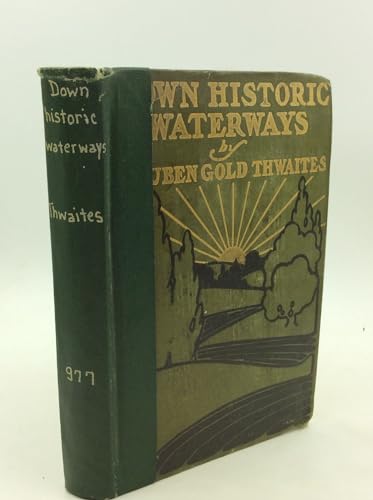 Down
historic
waterways
Thwaites
977
OWN HISTORIC
WATERWAYS
by
UBEN GOLD THWAITES